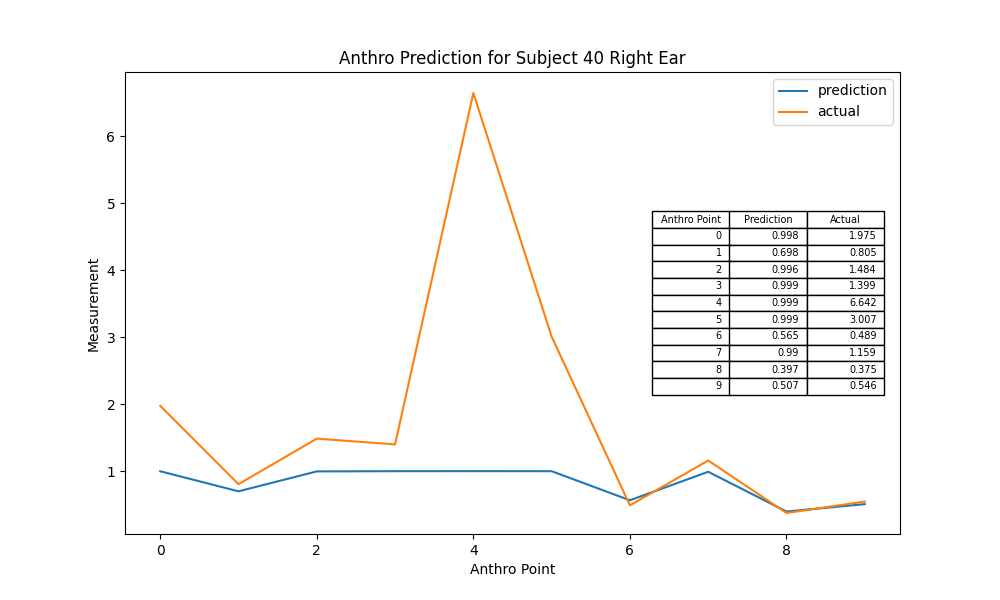 Anthro Prediction for Subject 40 Right Ear
prediction
actual
6
5
4
3
2
1
Measurement
Anthro Point Prediction Actual
0 0.998 1.975
1 0.698 0.805
2 0.996 1.484
3 0.999 1.399
4 0.999 6.642
5 0.999 3.007
6 0.565 0.489
7 0.99 1.159
8 0.397 0.375
9 0.507 0.546
0 2 4 6 8
Anthro Point